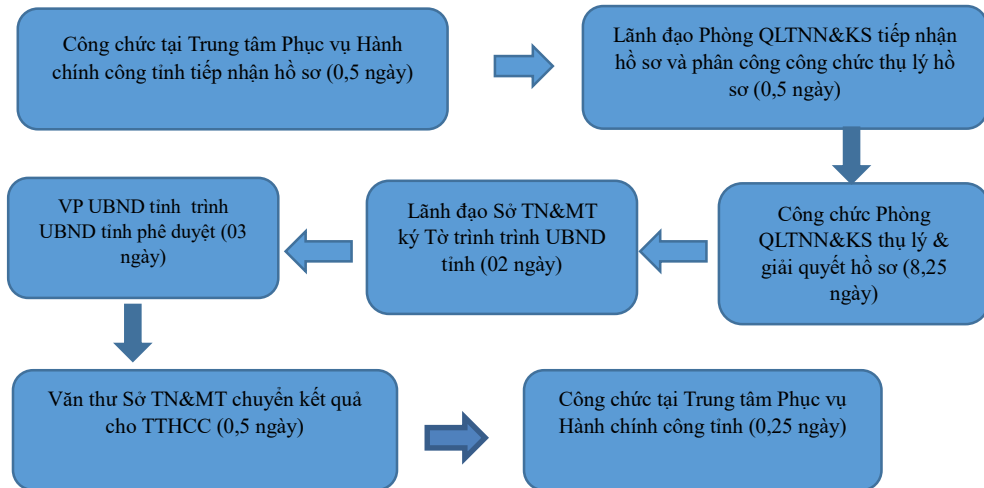 Công chức tại Trung tâm Phục vụ Hành
chính công tỉnh tiếp nhận hồ sơ (0,5 ngày)
Lãnh đạo Phòng QLTNN&KS tiếp nhận
hồ sơ và phân công công chức thụ lý hồ
sơ (0,5 ngày)
Công chức Phòng
QLTNN&KS thụ lý &
giải quyết hồ sơ (8,25
ngày)
Lãnh đạo Sở TN&MT
ký Tờ trình trình UBND
tỉnh (02 ngày)
VP UBND tỉnh trình
UBND tỉnh phê duyệt (03
ngày)
Văn thư Sở TN&MT chuyển kết quả
cho TTHCC (0,5 ngày)
Công chức tại Trung tâm Phục vụ
Hành chính công tỉnh (0,25 ngày)